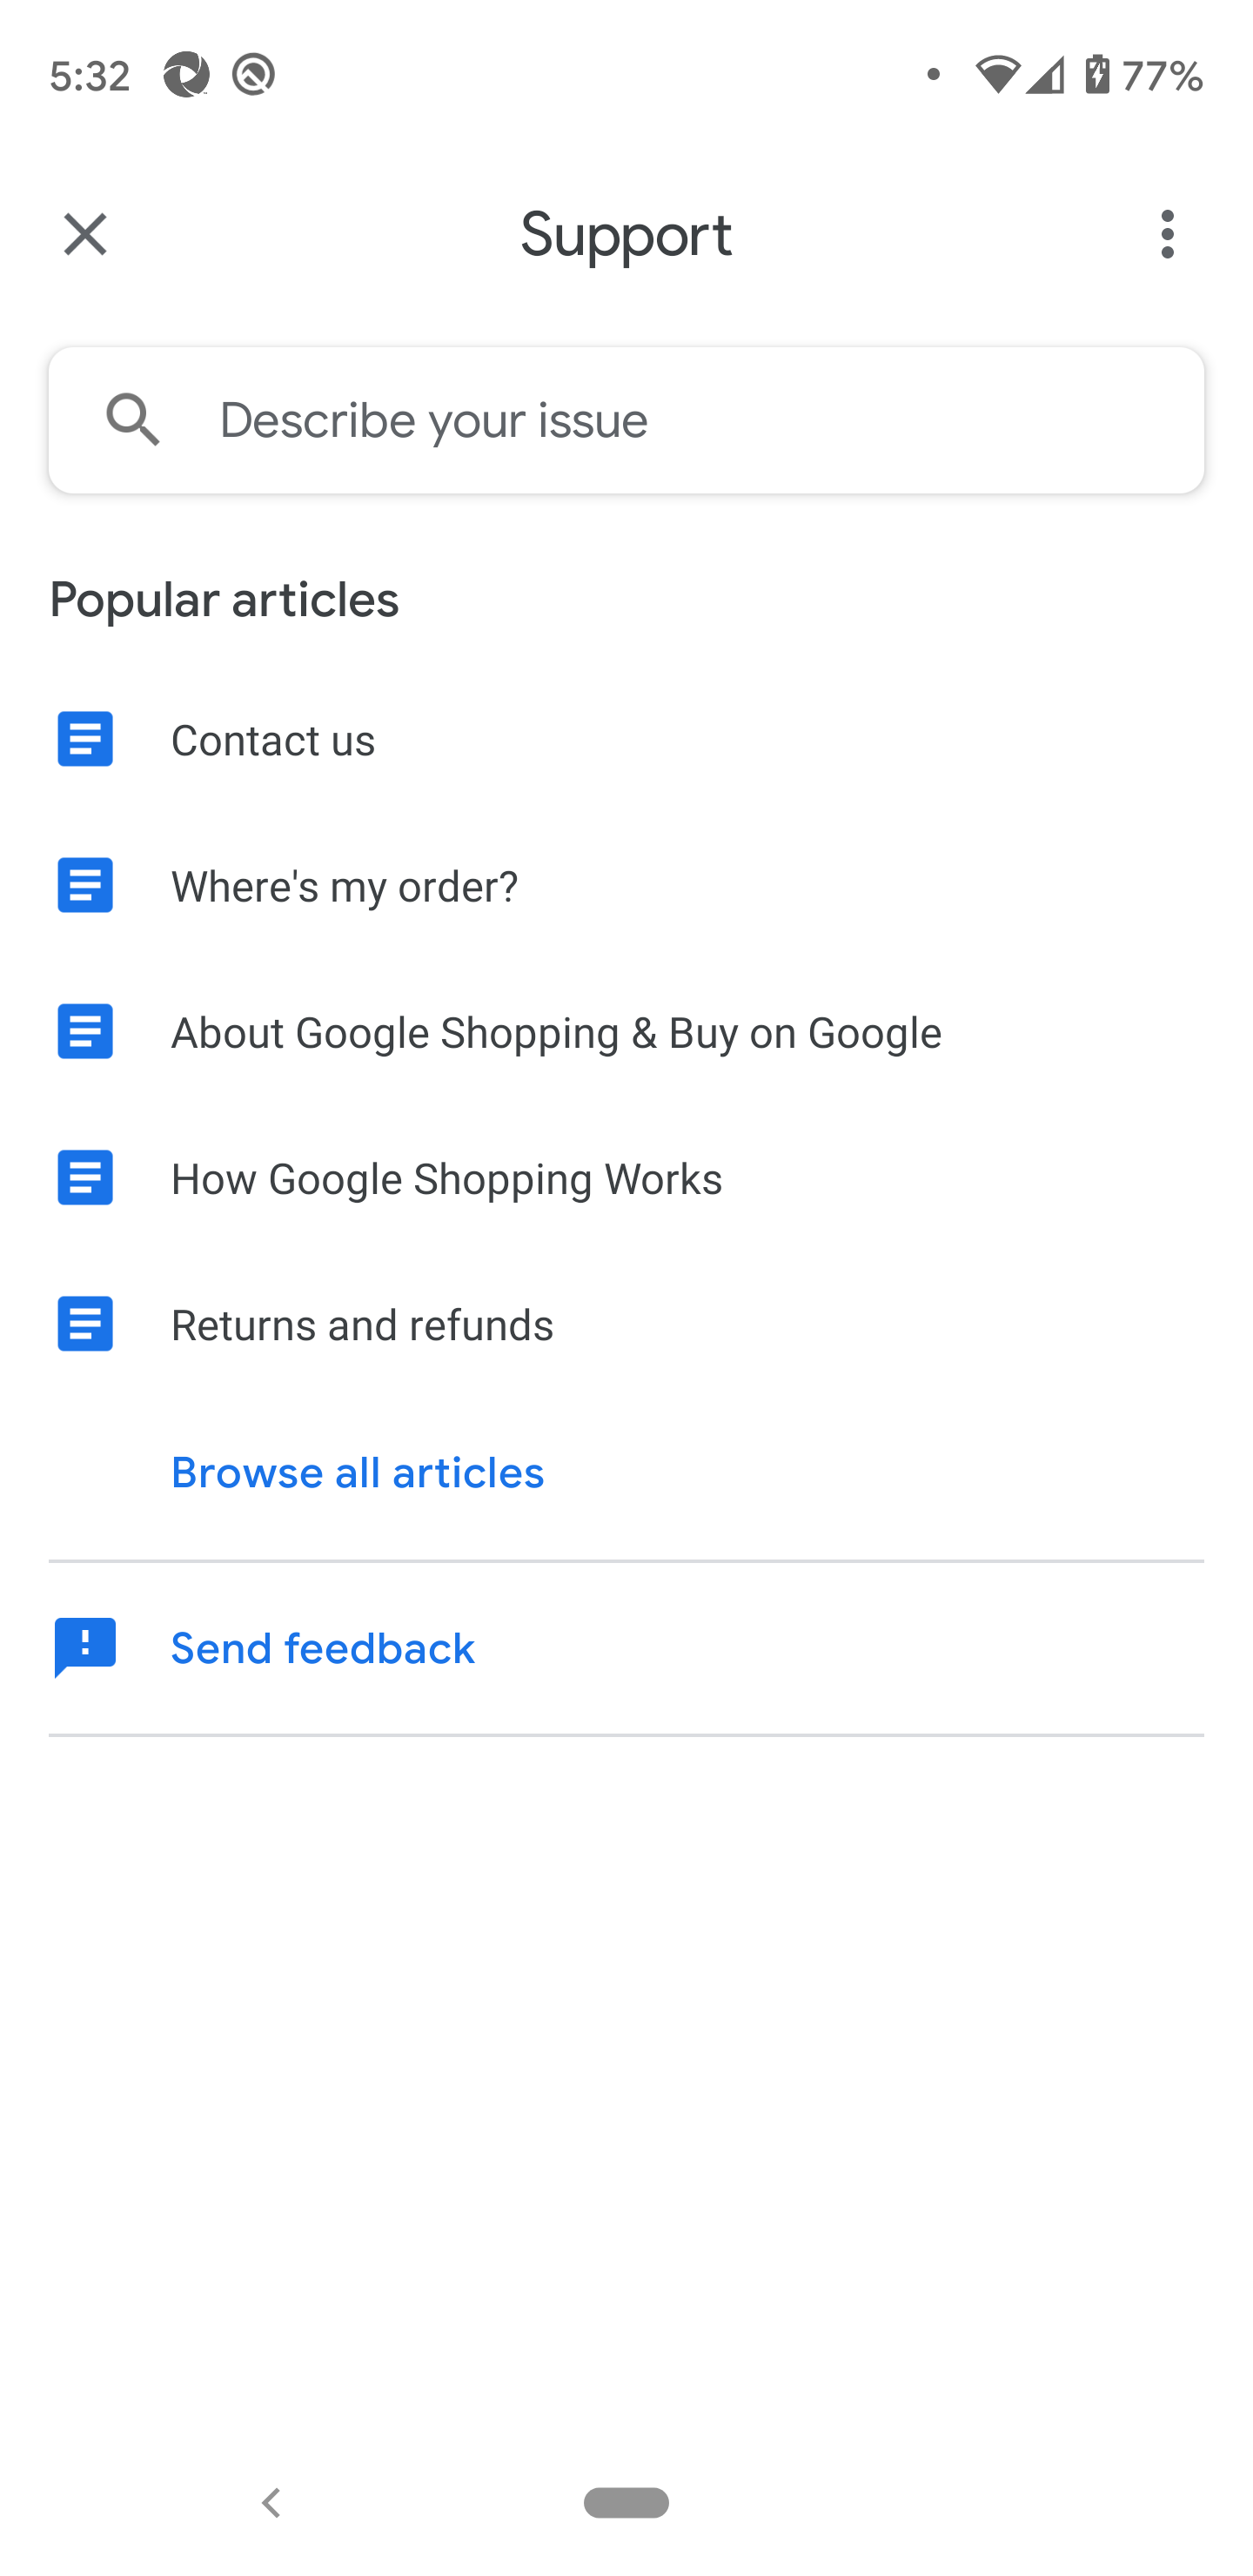 5:32
77%
Support
Describe your issue
Popular articles
Contact us
Where's my order?
About Google Shopping & Buy on Google
How Google Shopping Works
Returns and refunds
Browse all articles
Send feedback